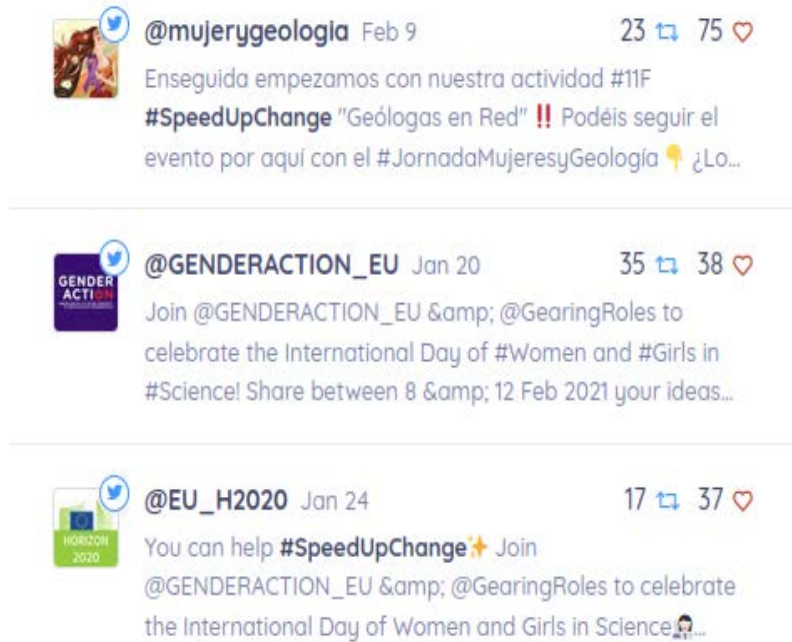 @mujerygeologia Feb 9 23 75
Enseguida empezamos con nuestra actividad #11F
#SpeedUpChange "Geólogas en Red" ‼️ Podéis seguir el
evento por aquí con el #JornadaMujeresyGeología 👇 ¿Lo...
GENDER
ACTION
@GENDERACTION_EU Jan 20 35 38
Join @GENDERACTION_EU &amp; @GearingRoles to
celebrate the International Day of #Women and #Girls in
#Science! Share between 8 &amp; 12 Feb 2021 your ideas...
HORIZON
2020
@EU_H2020 Jan 24 17 37
You can help #SpeedUpChange✨ Join
@GENDERACTION_EU &amp; @GearingRoles to celebrate
the International Day of Women and Girls in Science👩‍🔬...